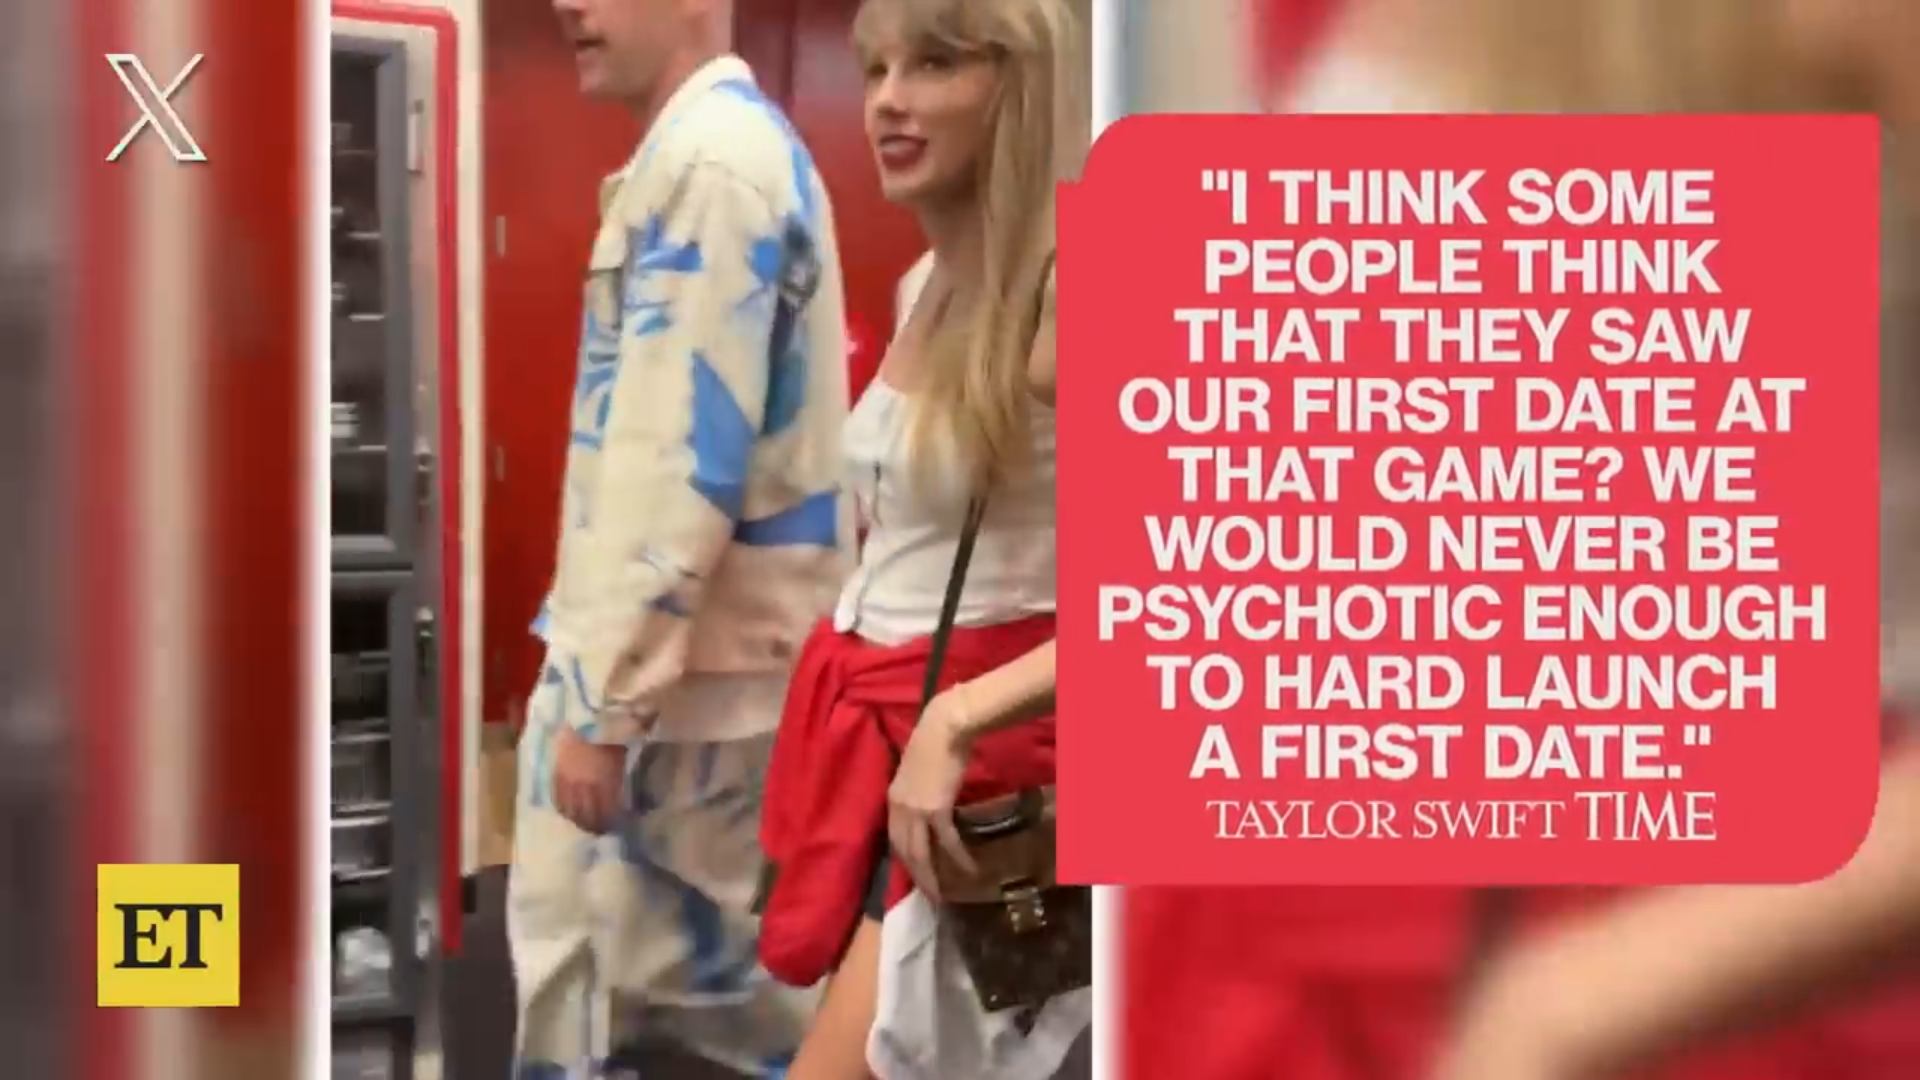 X
"I THINK SOME
PEOPLE THINK
THAT THEY SAW
OUR FIRST DATE AT
THAT GAME? WE
WOULD NEVER BE
PSYCHOTIC ENOUGH
TO HARD LAUNCH
A FIRST DATE."
TAYLOR SWIFT TIME
ET